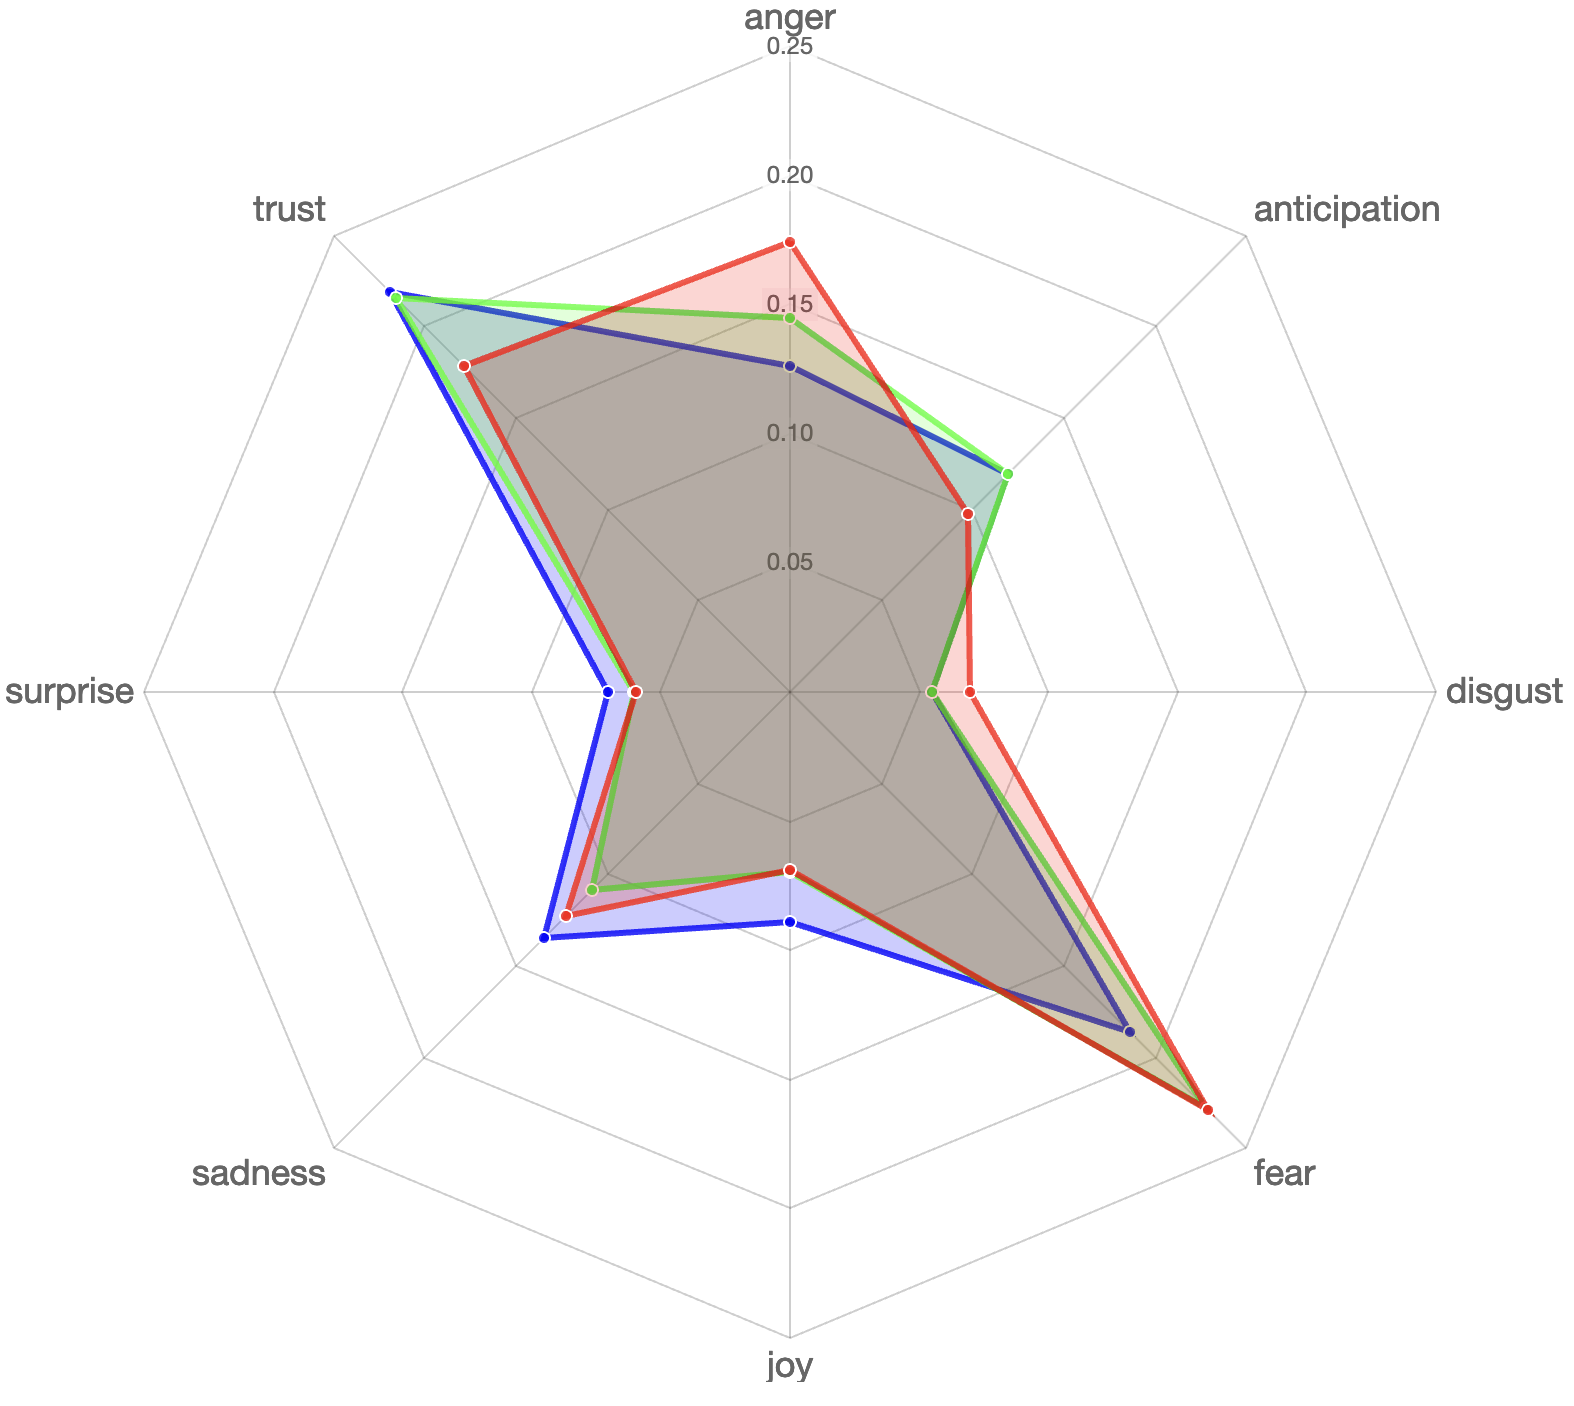 anger
0.25
0.20
trust
anticipation
0.15
0.10
0.05
surprise
disgust
sadness
fear
joy